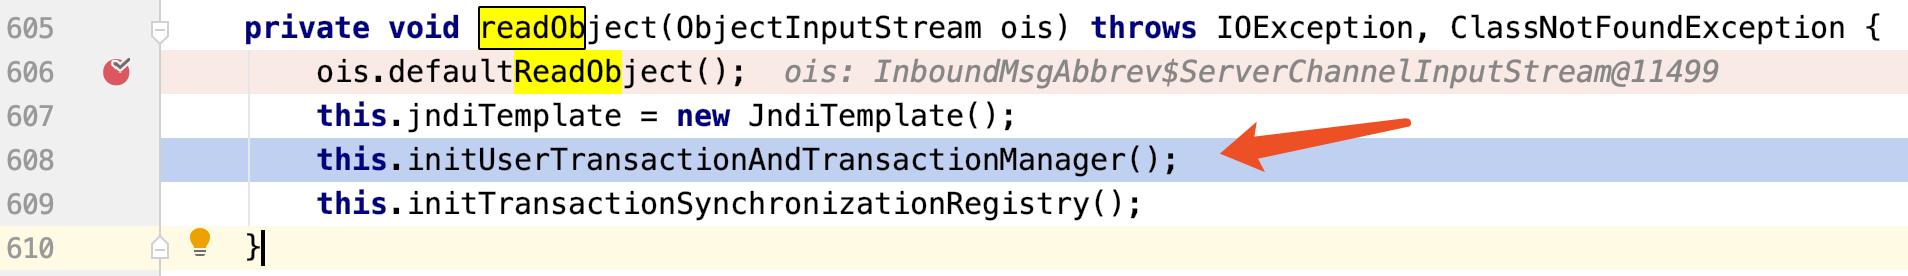 605 private void readObject(ObjectInputStream ois) throws IOException, ClassNotFoundException {
606 ois.defaultReadObject(); ois: InboundMsgAbbrev$ServerChannelInputStream@11499
607 this.jndiTemplate = new JndiTemplate();
608 this.initUserTransactionAndTransactionManager();
609 this.initTransactionSynchronizationRegistry();
610 }